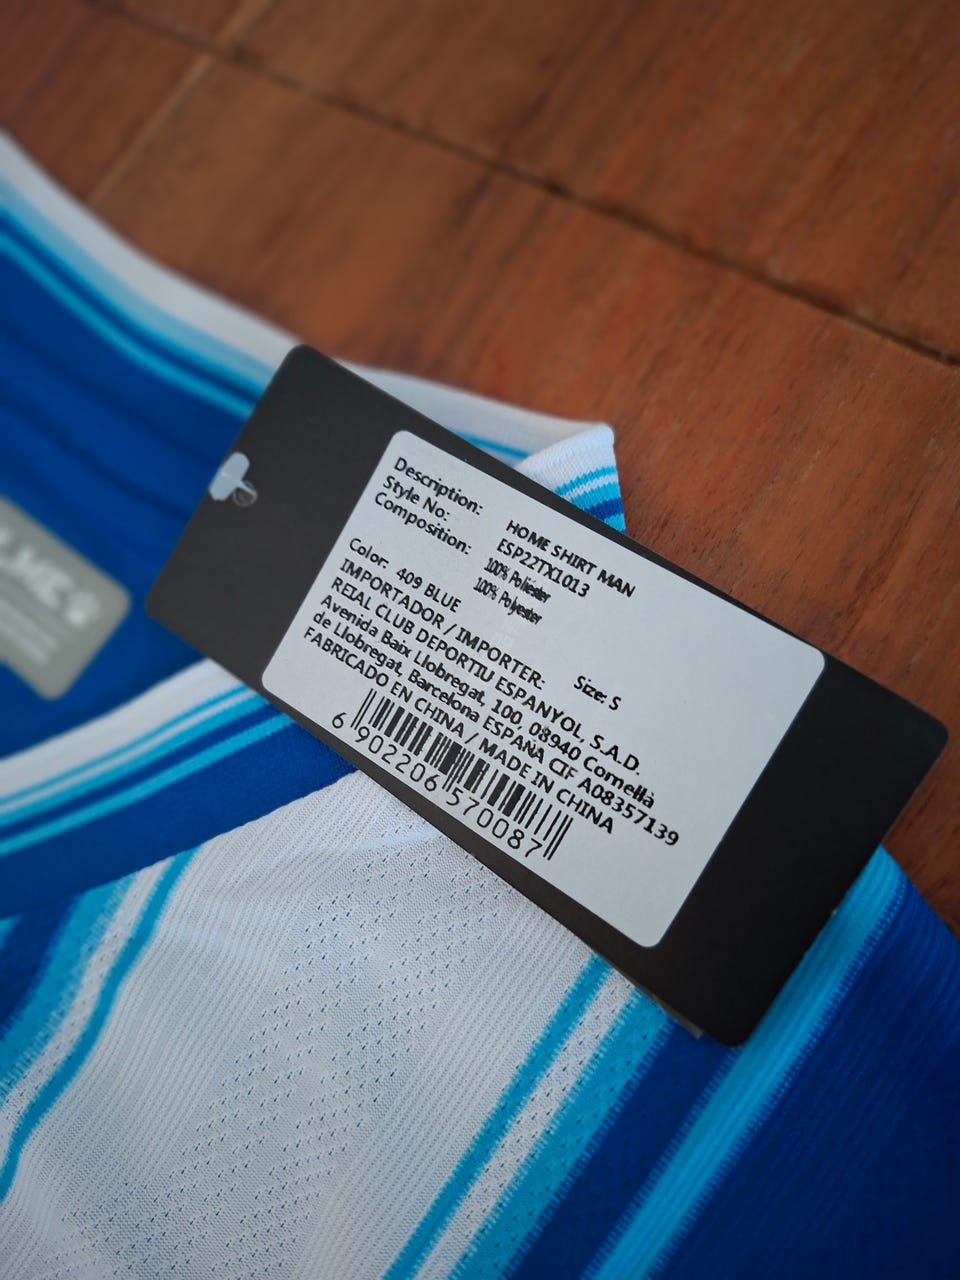 Description: HOME SHIRT MAN
Style No: ESP22TX1013
Composition: 100% Poliéster
100% Polyester
Color: 409 BLUE Size: S
IMPORTADOR / IMPORTER.
REIAL CLUB DEPORTIU ESPANYOL, S.A.D.
Avenida Baix Llobregat, 100, 08940 Cornellà
de Llobregat, Barcelona ESPAÑA CIF A08357139
FABRICADO EN CHINA / MADE IN CHINA
6 902206 570087